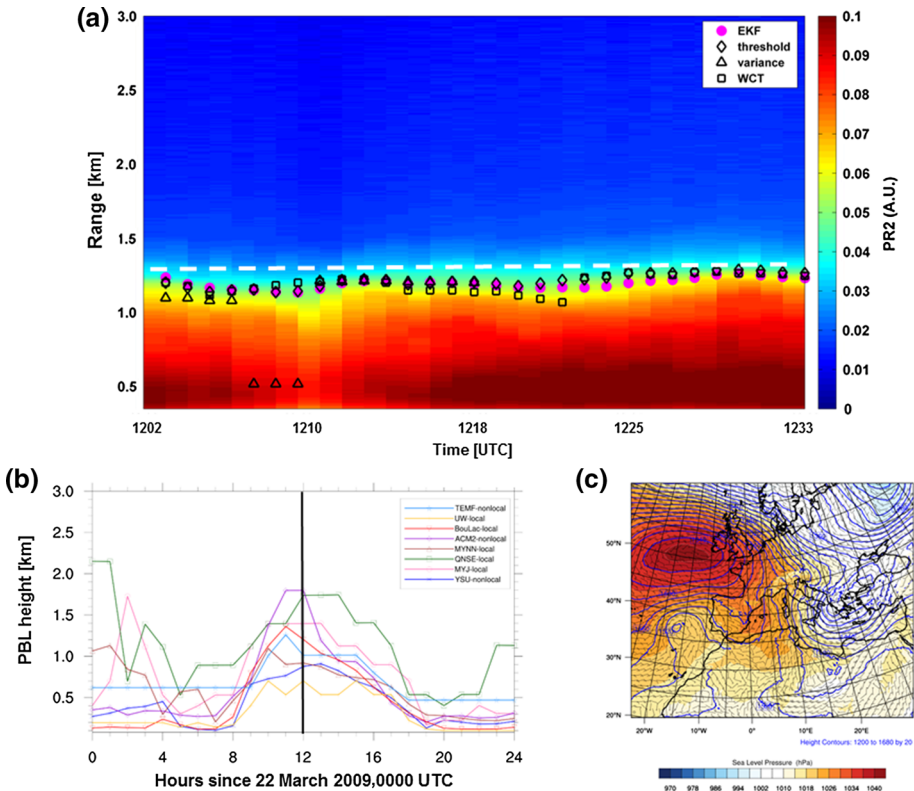 (a)
3.0
2.5
2.0
1.5
1.0
0.5
Range [km]
EKF
threshold
variance
WCT
0.1
0.09
0.08
0.07
0.06
0.05
0.04
0.03
0.02
0.01
0
PR2 (A.U.)
1202 1210 1218 1225 1233
Time [UTC]
(b)
3.0
2.5
2.0
1.5
1.0
0.5
PBL height [km]
TEMF-nonlocal
UW-local
BouLac-local
ACM2-nonlocal
MYNN-local
QNSE-local
MYJ-local
YSU-nonlocal
0 4 8 12 16 20 24
Hours since 22 March 2009,0000 UTC
(c)
50°N
40°N
30°N
20°N
20°W 10°W 0°W 10°E 20°E
Height Contours: 1200 to 1680 by 20
Sea Level Pressure (hPa)
970 978 986 994 1002 1010 1018 1026 1034 1040